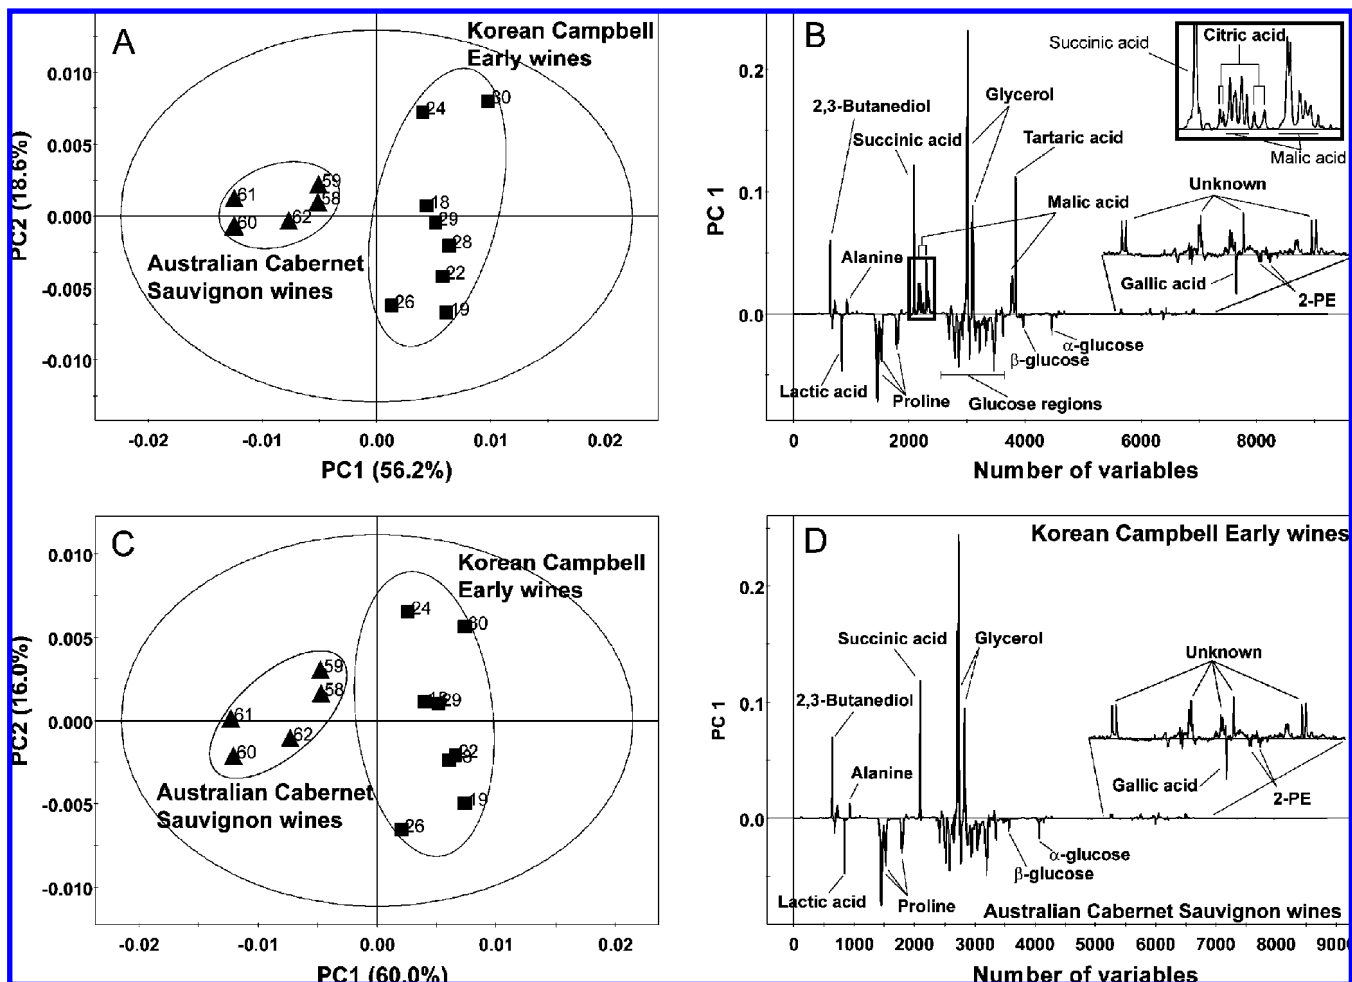 A
Korean Campbell
Early wines
0.010
0.005
0.000
-0.005
-0.010
PC2 (18.6%)
24
30
18
29
28
22
26
19
61
60
62
59
58
Australian Cabernet
Sauvignon wines
-0.02
-0.01
0.00
0.01
0.02
PC1 (56.2%)
B
Succinic acid
Citric acid
Malic acid
0.2
0.1
0.0
PC 1
2,3-Butanediol
Glycerol
Succinic acid
Tartaric acid
Malic acid
Alanine
Unknown
Gallic acid
2-PE
α-glucose
β-glucose
Lactic acid
Proline
Glucose regions
0
2000
4000
6000
8000
Number of variables
C
Korean Campbell
Early wines
0.010
0.005
0.000
-0.005
-0.010
PC2 (16.0%)
24
30
29
22
19
26
59
58
61
62
60
Australian Cabernet
Sauvignon wines
-0.02
-0.01
0.00
0.01
0.02
PC1 (60.0%)
D
Korean Campbell Early wines
0.2
0.1
0.0
PC 1
Succinic acid
Glycerol
2,3-Butanediol
Alanine
Unknown
Gallic acid
2-PE
α-glucose
β-glucose
Lactic acid
Proline
Australian Cabernet Sauvignon wines
0
1000
2000
3000
4000
5000
6000
7000
8000
Number of variables